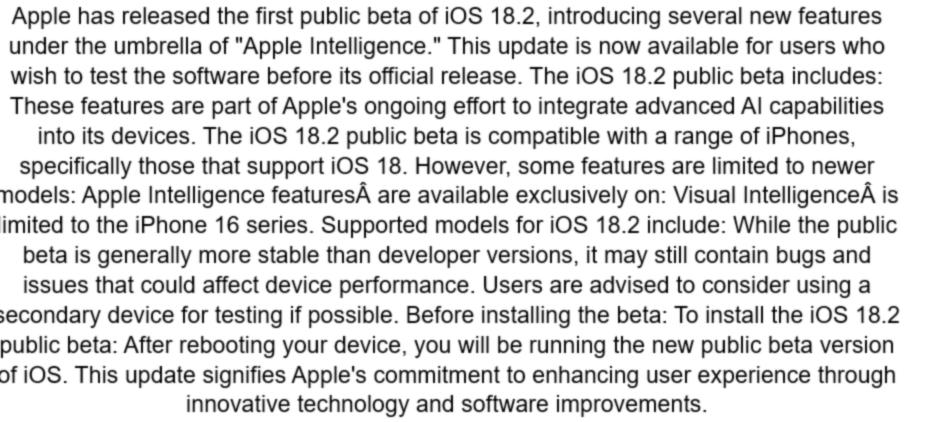 Apple has released the first public beta of iOS 18.2, introducing several new features
under the umbrella of "Apple Intelligence." This update is now available for users who
wish to test the software before its official release. The iOS 18.2 public beta includes:
These features are part of Apple's ongoing effort to integrate advanced AI capabilities
into its devices. The iOS 18.2 public beta is compatible with a range of iPhones,
specifically those that support iOS 18. However, some features are limited to newer
models: Apple Intelligence featuresÂ are available exclusively on: Visual IntelligenceÂ is
limited to the iPhone 16 series. Supported models for iOS 18.2 include: While the public
beta is generally more stable than developer versions, it may still contain bugs and
issues that could affect device performance. Users are advised to consider using a
secondary device for testing if possible. Before installing the beta: To install the iOS 18.2
public beta: After rebooting your device, you will be running the new public beta version
of iOS. This update signifies Apple's commitment to enhancing user experience through
innovative technology and software improvements.